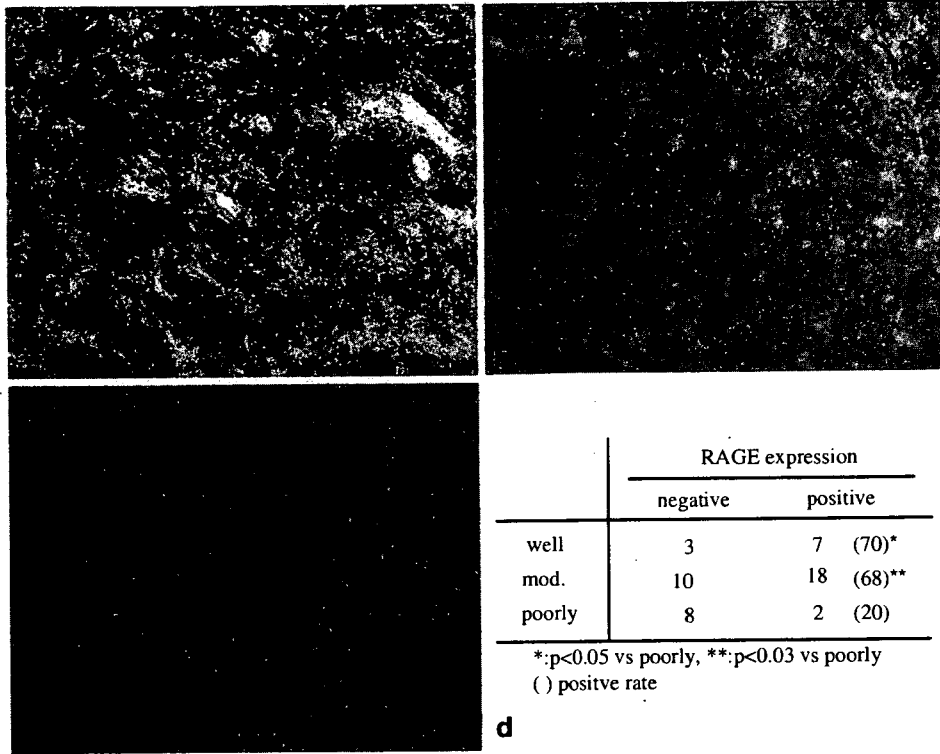 RAGE expression
negative positive
well 3 7 (70)*
mod. 10 18 (68)**
poorly 8 2 (20)
*:p<0.05 vs poorly, **:p<0.03 vs poorly
( ) positve rate
d